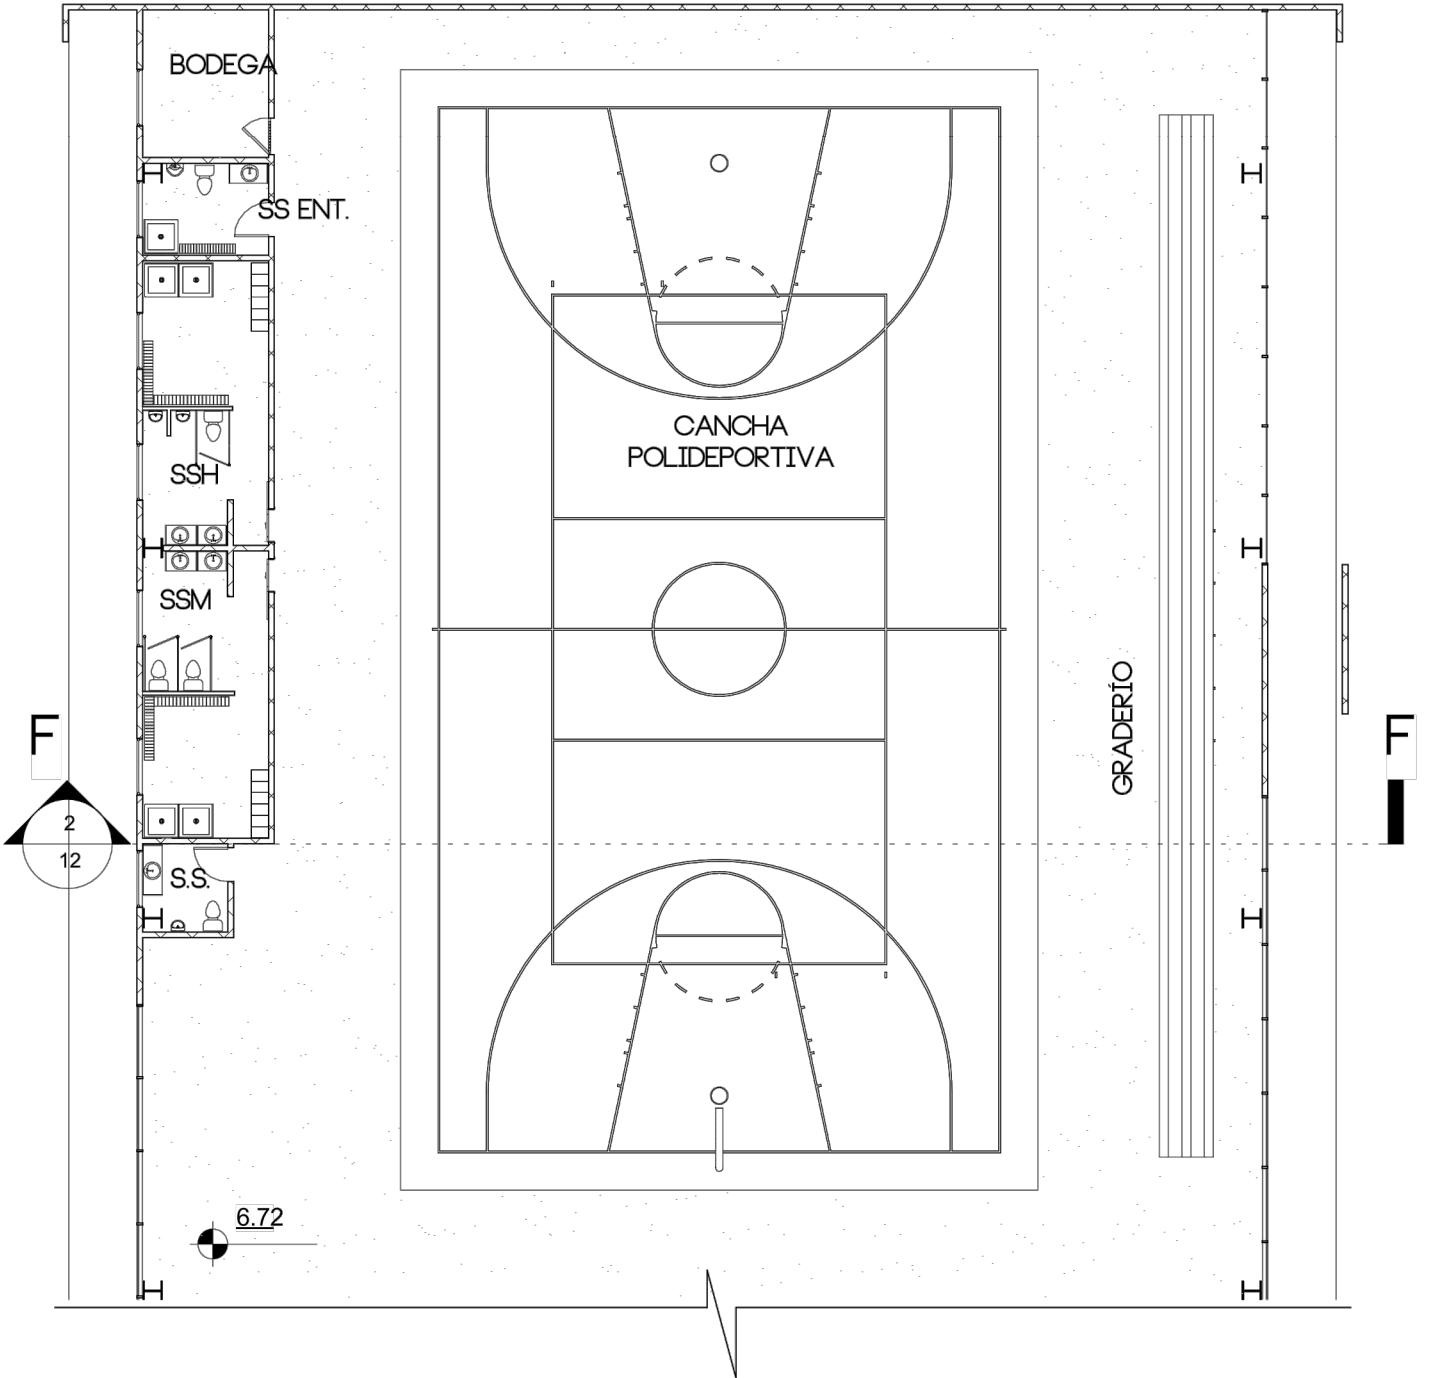 BODEGA
SS ENT.
CANCHA
POLIDEPORTIVA
SSH
SSM
GRADERÍO
F
F
2
12
S.S.
6.72